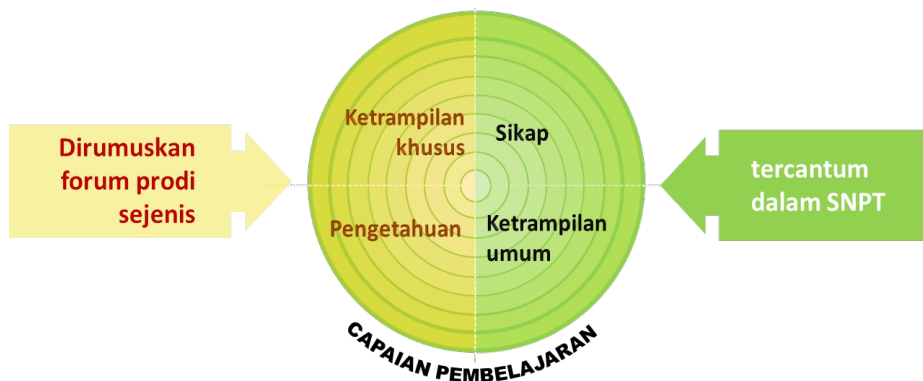 Dirumuskan
forum prodi
sejenis
Ketrampilan
khusus
Sikap
Pengetahuan
Ketrampilan
umum
tercantum
dalam SNPT
CAPAIAN PEMBELAJARAN